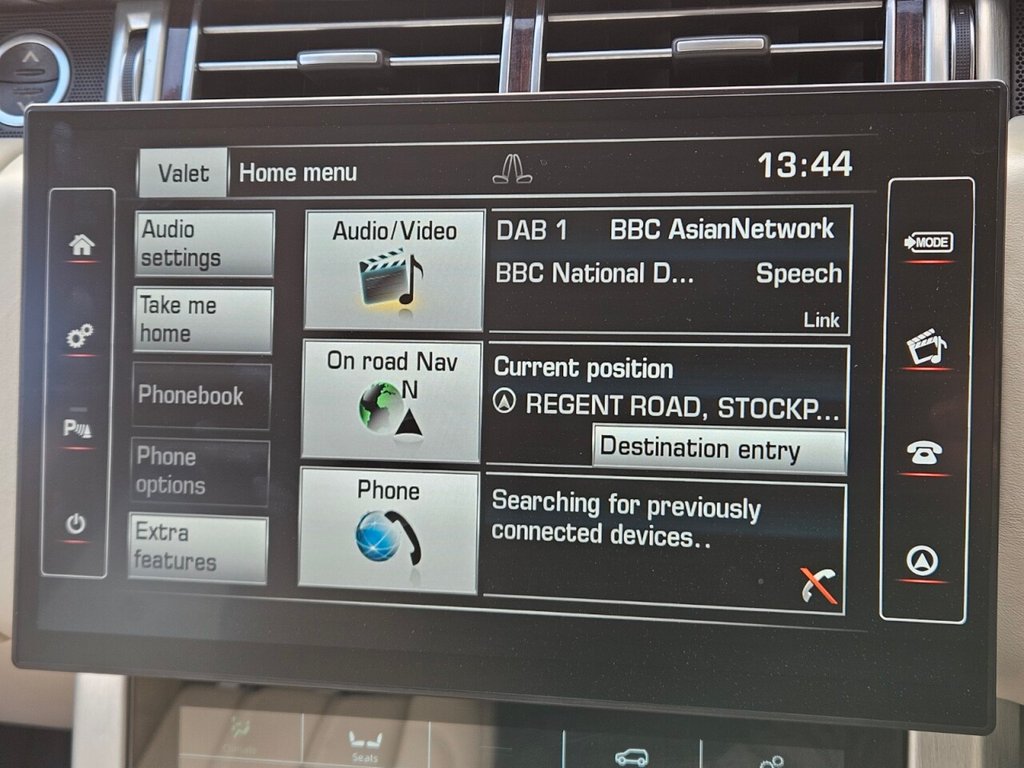 Valet
Home menu
13:44
Audio
settings
Take me
home
Phonebook
Phone
options
Extra
features
Audio/Video
On road Nav
N
Phone
DAB 1 BBC AsianNetwork
BBC National D... Speech
Link
Current position
REGENT ROAD, STOCKP...
Destination entry
Searching for previously
connected devices..
MODE
P
Climate
Seats